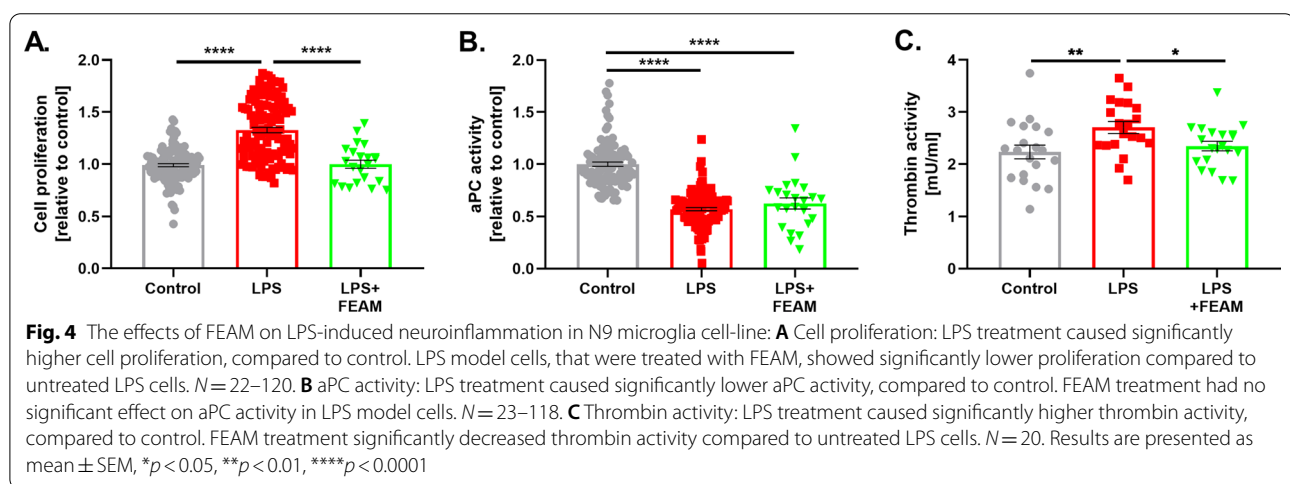 A.
Cell proliferation
[relative to control]
2.0
1.5
1.0
0.5
0.0
****
****
Control
LPS
LPS+
FEAM
B.
aPC activity
[relative to control]
2.0
1.5
1.0
0.5
0.0
****
****
Control
LPS
LPS+
FEAM
C.
Thrombin activity
[mU/ml]
4
3
2
1
0
**
*
Control
LPS
LPS
+FEAM
Fig. 4 The effects of FEAM on LPS-induced neuroinflammation in N9 microglia cell-line: A Cell proliferation: LPS treatment caused significantly
higher cell proliferation, compared to control. LPS model cells, that were treated with FEAM, showed significantly lower proliferation compared to
untreated LPS cells. N = 22–120. B aPC activity: LPS treatment caused significantly lower aPC activity, compared to control. FEAM treatment had no
significant effect on aPC activity in LPS model cells. N = 23–118. C Thrombin activity: LPS treatment caused significantly higher thrombin activity,
compared to control. FEAM treatment significantly decreased thrombin activity compared to untreated LPS cells. N = 20. Results are presented as
mean ± SEM, *p < 0.05, **p < 0.01, ****p < 0.0001